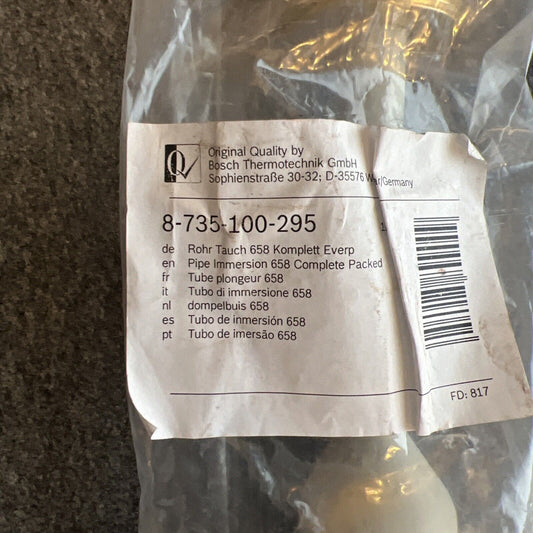 Original Quality by
Bosch Thermotechnik GmbH
Sophienstraße 30-32; D-35576 /Germany
8-735-100-295
1
de Rohr Tauch 658 Komplett Everp
en Pipe Immersion 658 Complete Packed
fr Tube plongeur 658
it Tubo di immersione 658
nl dompelbuis 658
es Tubo de inmersión 658
pt Tubo de imersão 658
FD: 817